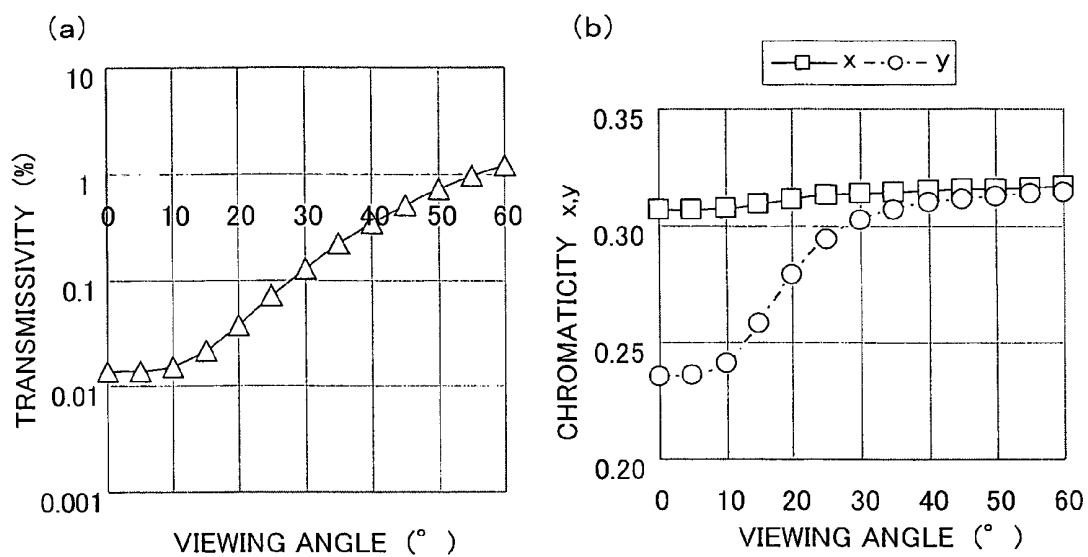 (a)
10
1
0.1
0.01
0.001
0 10 20 30 40 50 60
TRANSMISSIVITY (%)
VIEWING ANGLE (°)
(b)
x y
0.35
0.30
0.25
0.20
0 10 20 30 40 50 60
CHROMATICITY x,y
VIEWING ANGLE (°)